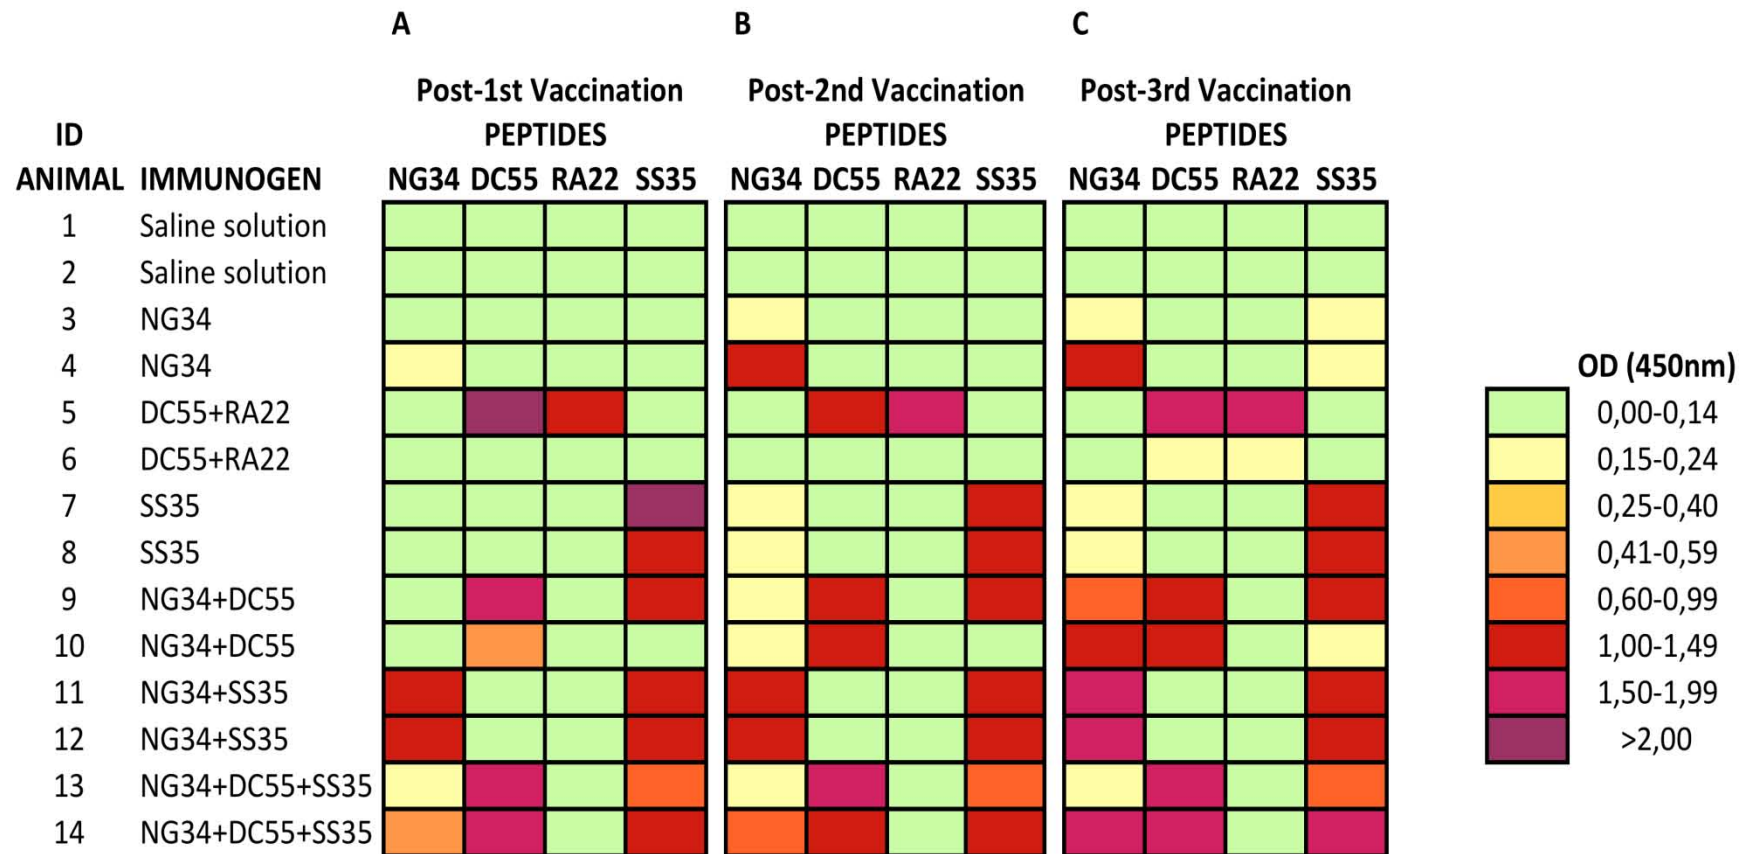 A B C
Post-1st Vaccination Post-2nd Vaccination Post-3rd Vaccination
ID PEPTIDES PEPTIDES PEPTIDES
ANIMAL IMMUNOGEN NG34 DC55 RA22 SS35 NG34 DC55 RA22 SS35 NG34 DC55 RA22 SS35
1 Saline solution
2 Saline solution
3 NG34
4 NG34
5 DC55+RA22
6 DC55+RA22
7 SS35
8 SS35
9 NG34+DC55
10 NG34+DC55
11 NG34+SS35
12 NG34+SS35
13 NG34+DC55+SS35
14 NG34+DC55+SS35
OD (450nm)
0,00-0,14
0,15-0,24
0,25-0,40
0,41-0,59
0,60-0,99
1,00-1,49
1,50-1,99
>2,00